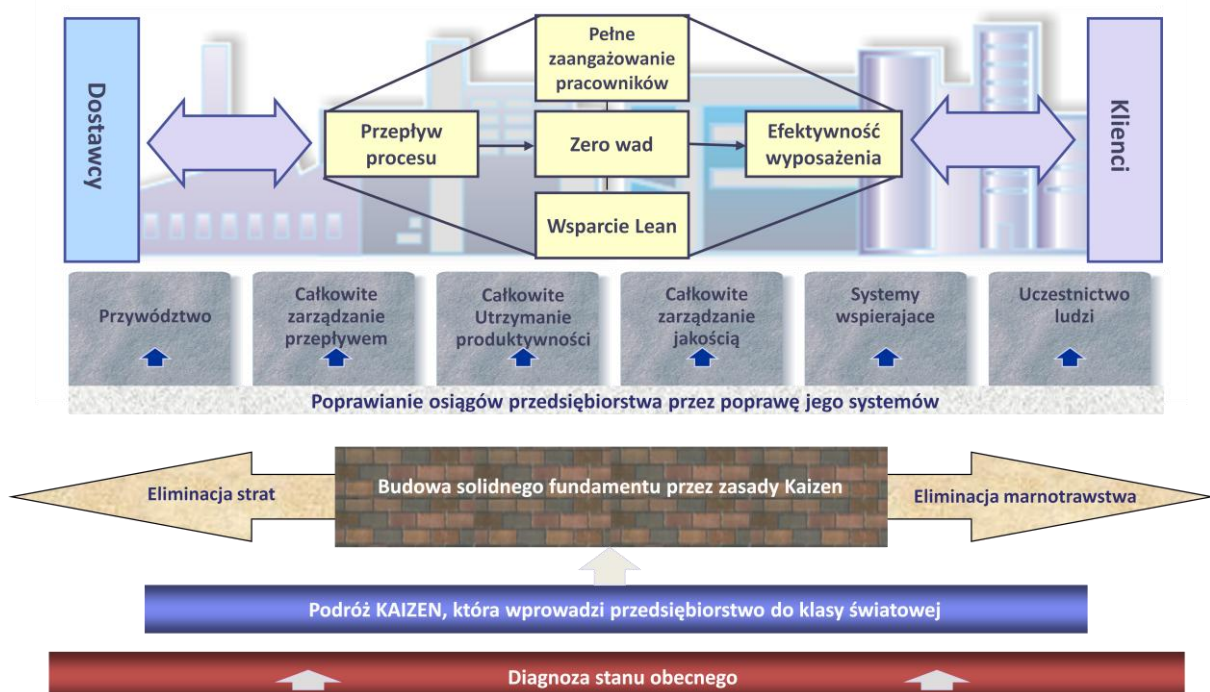 Dostawcy
Pełne
zaangażowanie
pracowników
Przepływ
procesu
Zero wad
Efektywność
wyposażenia
Wsparcie Lean
Klienci
Przywództwo
Całkowite
zarządzanie
przepływem
Całkowite
Utrzymanie
produktywności
Całkowite
zarządzanie
jakością
Systemy
wspierajace
Uczestnictwo
ludzi
Poprawianie osiągów przedsiębiorstwa przez poprawę jego systemów
Eliminacja strat
Budowa solidnego fundamentu przez zasady Kaizen
Eliminacja marnotrawstwa
Podróż KAIZEN, która wprowadzi przedsiębiorstwo do klasy światowej
Diagnoza stanu obecnego